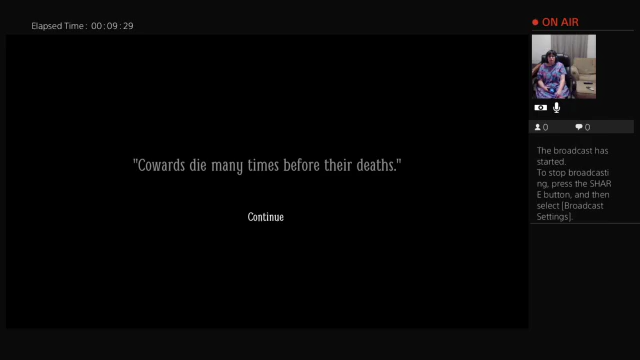 Elapsed Time : 00:09:29
ON AIR
"Cowards die many times before their deaths."
Continue
0 0
The broadcast has
started.
To stop broadcasti
ng, press the SHAR
E button, and then
select [Broadcast
Settings].